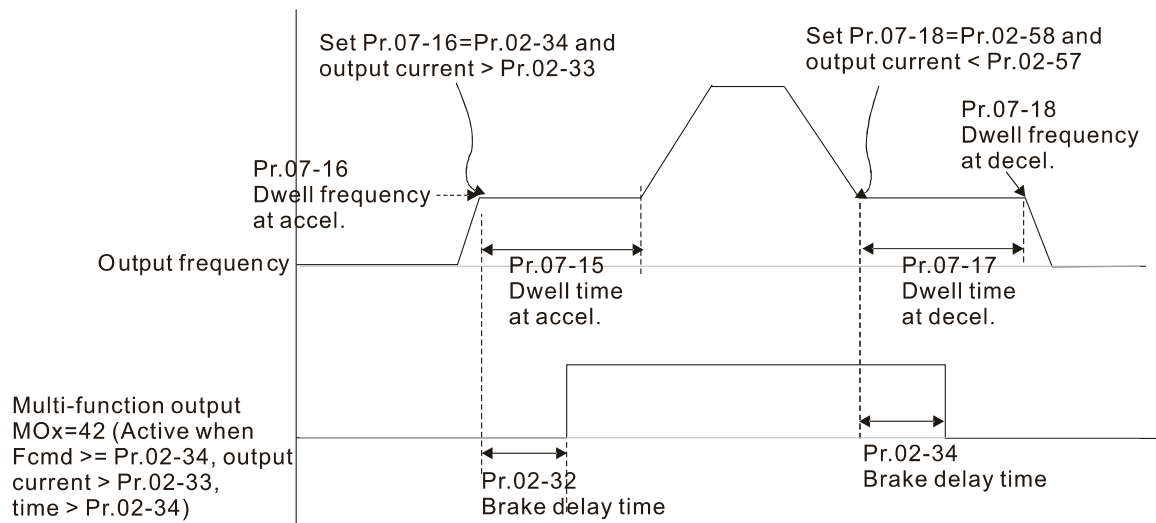 Set Pr.07-16=Pr.02-34 and
output current > Pr.02-33
Set Pr.07-18=Pr.02-58 and
output current < Pr.02-57
Pr.07-18
Dwell frequency
at decel.
Pr.07-16
Dwell frequency
at accel.
Output frequency
Pr.07-15
Dwell time
at accel.
Pr.07-17
Dwell time
at decel.
Multi-function output
MOx=42 (Active when
Fcmd >= Pr.02-34, output
current > Pr.02-33,
time > Pr.02-34)
Pr.02-32
Brake delay time
Pr.02-34
Brake delay time